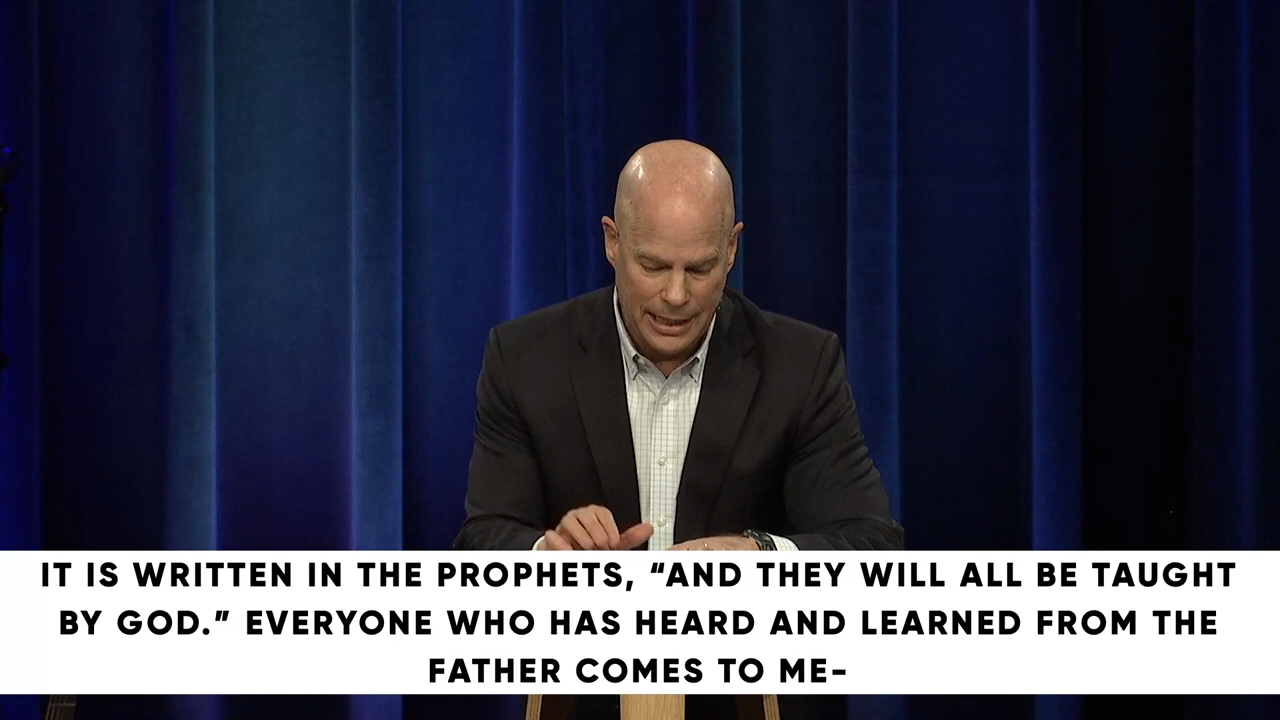 IT IS WRITTEN IN THE PROPHETS, “AND THEY WILL ALL BE TAUGHT
BY GOD.” EVERYONE WHO HAS HEARD AND LEARNED FROM THE
FATHER COMES TO ME-